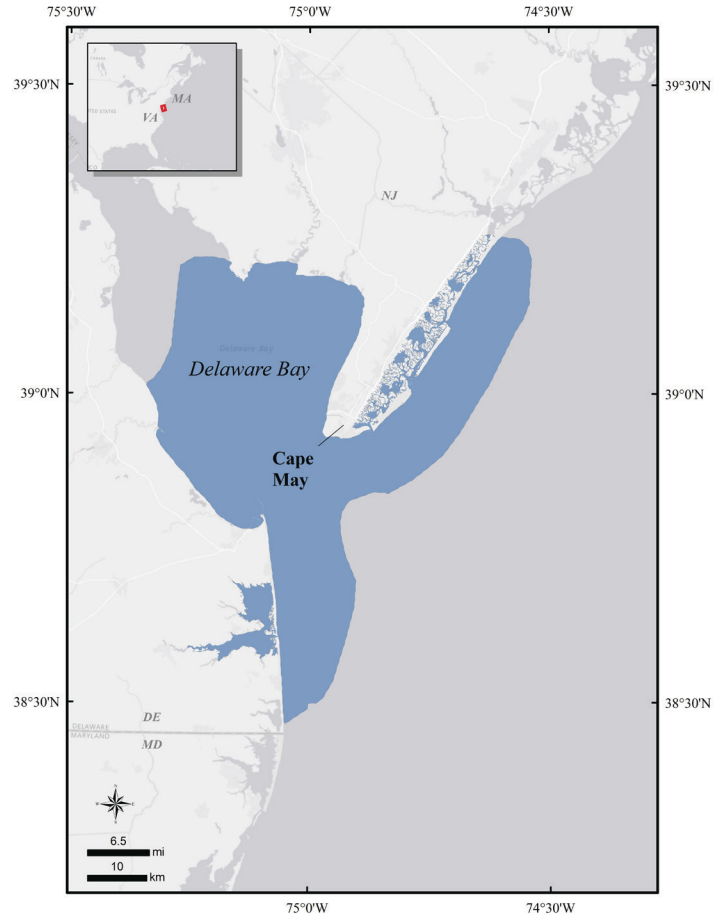 75°30'W
75°0'W
74°30'W
39°30'N
39°30'N
MA
VA
NJ
Delaware Bay
Delaware Bay
39°0'N
39°0'N
Cape
May
38°30'N
38°30'N
DE
DELAWARE
MARYLAND
MD
6.5
mi
10
km
75°0'W
74°30'W